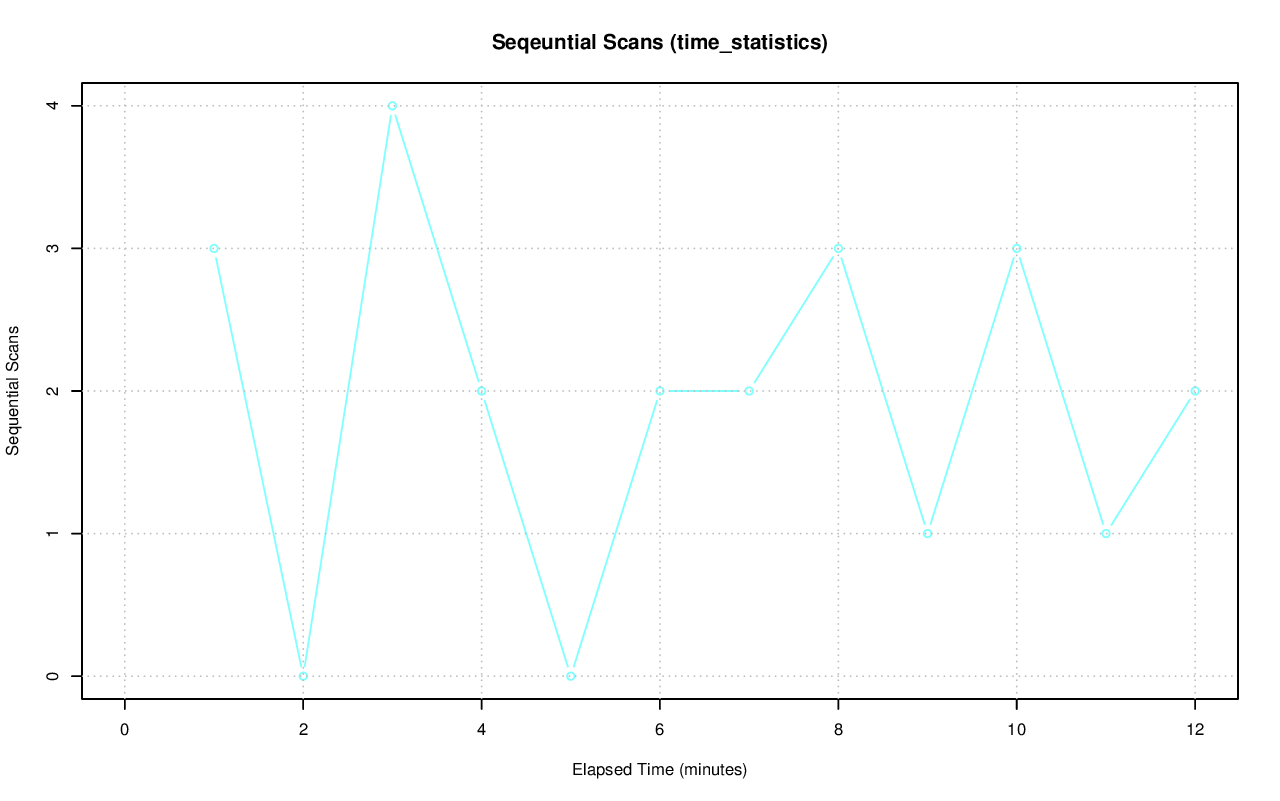 Seqeuntial Scans (time_statistics)
Sequential Scans
4
3
2
1
0
0 2 4 6 8 10 12
Elapsed Time (minutes)